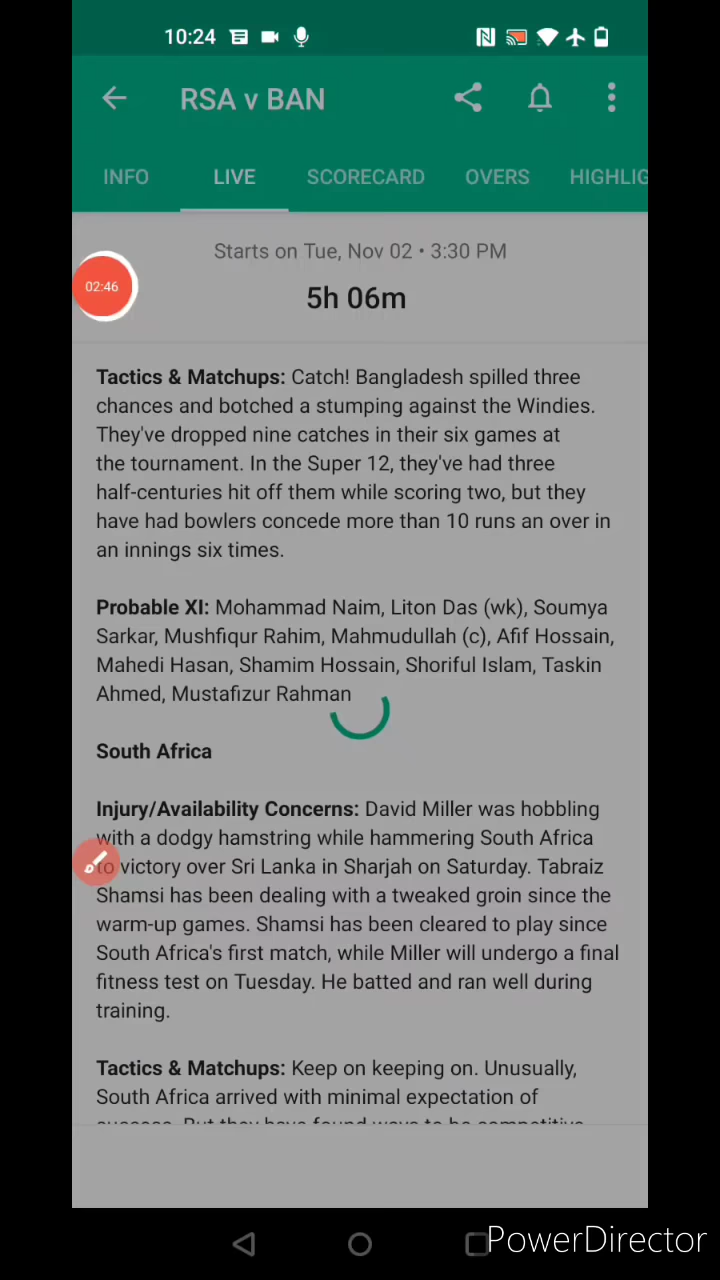 10:24
RSA v BAN
INFO LIVE SCORECARD OVERS HIGHLIG
Starts on Tue, Nov 02 • 3:30 PM
02:46
5h 06m
Tactics & Matchups: Catch! Bangladesh spilled three
chances and botched a stumping against the Windies.
They've dropped nine catches in their six games at
the tournament. In the Super 12, they've had three
half-centuries hit off them while scoring two, but they
have had bowlers concede more than 10 runs an over in
an innings six times.
Probable XI: Mohammad Naim, Liton Das (wk), Soumya
Sarkar, Mushfiqur Rahim, Mahmudullah (c), Afif Hossain,
Mahedi Hasan, Shamim Hossain, Shoriful Islam, Taskin
Ahmed, Mustafizur Rahman
South Africa
Injury/Availability Concerns: David Miller was hobbling
with a dodgy hamstring while hammering South Africa
to victory over Sri Lanka in Sharjah on Saturday. Tabraiz
Shamsi has been dealing with a tweaked groin since the
warm-up games. Shamsi has been cleared to play since
South Africa's first match, while Miller will undergo a final
fitness test on Tuesday. He batted and ran well during
training.
Tactics & Matchups: Keep on keeping on. Unusually,
South Africa arrived with minimal expectation of
success. But they have found ways to be competitive
PowerDirector